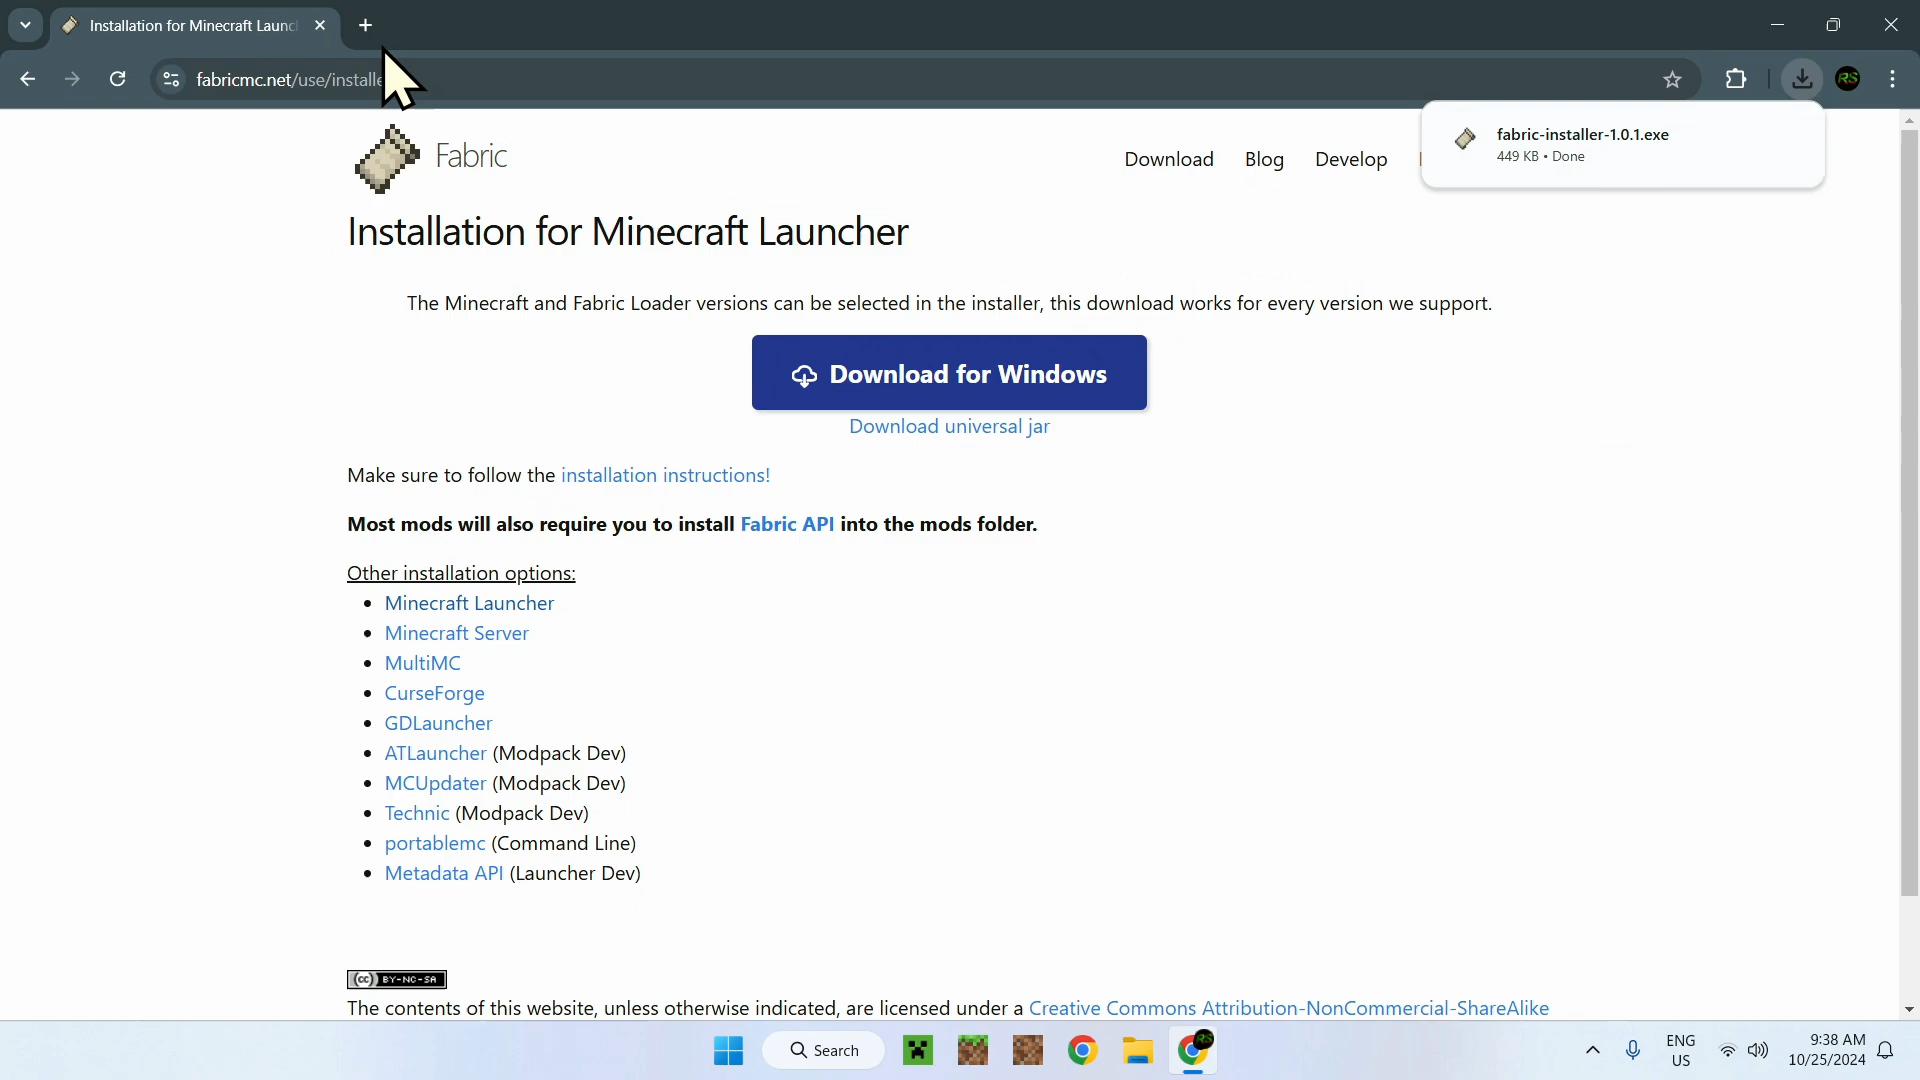 Installation for Minecraft Launc
fabricmc.net/use/installe
RS
fabric-installer-1.0.1.exe
449 KB • Done
Fabric
Download
Blog
Develop
Installation for Minecraft Launcher
The Minecraft and Fabric Loader versions can be selected in the installer, this download works for every version we support.
Download for Windows
Download universal jar
Make sure to follow the installation instructions!
Most mods will also require you to install Fabric API into the mods folder.
Other installation options:
• Minecraft Launcher
• Minecraft Server
• MultiMC
• CurseForge
• GDLauncher
• ATLauncher (Modpack Dev)
• MCUpdater (Modpack Dev)
• Technic (Modpack Dev)
• portablemc (Command Line)
• Metadata API (Launcher Dev)
(cc) BY-NC-SA
The contents of this website, unless otherwise indicated, are licensed under a Creative Commons Attribution-NonCommercial-ShareAlike
Search
RS
ENG
US
9:38 AM
10/25/2024